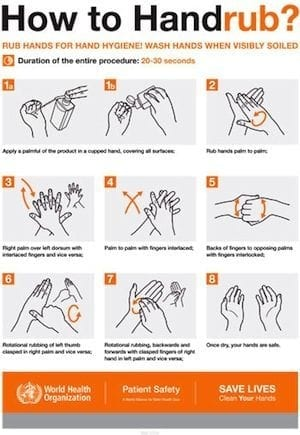 How to Handrub?
RUB HANDS FOR HAND HYGIENE! WASH HANDS WHEN VISIBLY SOILED
Duration of the entire procedure: 20-30 seconds
1a
1b
2
Apply a palmful of the product in a cupped hand, covering all surfaces;
Rub hands palm to palm;
3
4
5
Right palm over left dorsum with
interlaced fingers and vice versa;
Palm to palm with fingers interlaced;
Backs of fingers to opposing palms
with fingers interlocked;
6
7
8
Rotational rubbing of left thumb
clasped in right palm and vice versa;
Rotational rubbing, backwards and
forwards with clasped fingers of right
hand in left palm and vice versa;
Once dry, your hands are safe.
World Health
Organization
Patient Safety
A World Alliance for Safer Health Care
SAVE LIVES
Clean Your Hands